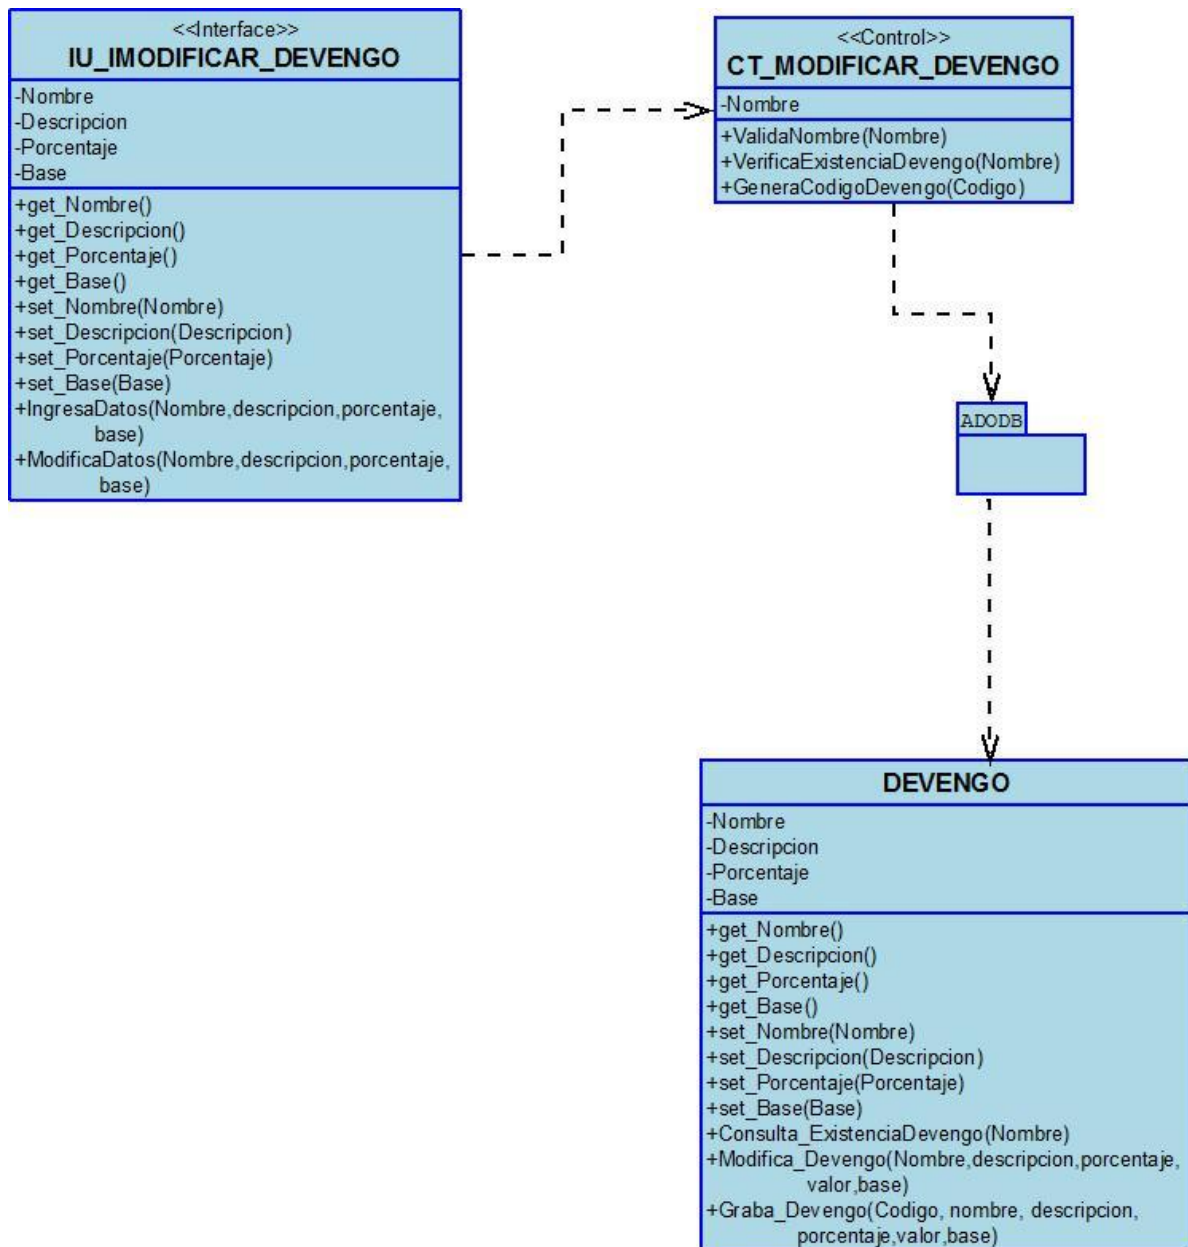 <<Interface>>
IU_IMODIFICAR_DEVENGO
-Nombre
-Descripcion
-Porcentaje
-Base
+get_Nombre()
+get_Descripcion()
+get_Porcentaje()
+get_Base()
+set_Nombre(Nombre)
+set_Descripcion(Descripcion)
+set_Porcentaje(Porcentaje)
+set_Base(Base)
+IngresaDatos(Nombre,descripcion,porcentaje,
base)
+ModificaDatos(Nombre,descripcion,porcentaje,
base)
<<Control>>
CT_MODIFICAR_DEVENGO
-Nombre
+ValidaNombre(Nombre)
+VerificaExistenciaDevengo(Nombre)
+GeneraCodigoDevengo(Codigo)
ADODB
DEVENGO
-Nombre
-Descripcion
-Porcentaje
-Base
+get_Nombre()
+get_Descripcion()
+get_Porcentaje()
+get_Base()
+set_Nombre(Nombre)
+set_Descripcion(Descripcion)
+set_Porcentaje(Porcentaje)
+set_Base(Base)
+Consulta_ExistenciaDevengo(Nombre)
+Modifica_Devengo(Nombre,descripcion,porcentaje,
valor,base)
+Graba_Devengo(Codigo, nombre, descripcion,
porcentaje,valor,base)